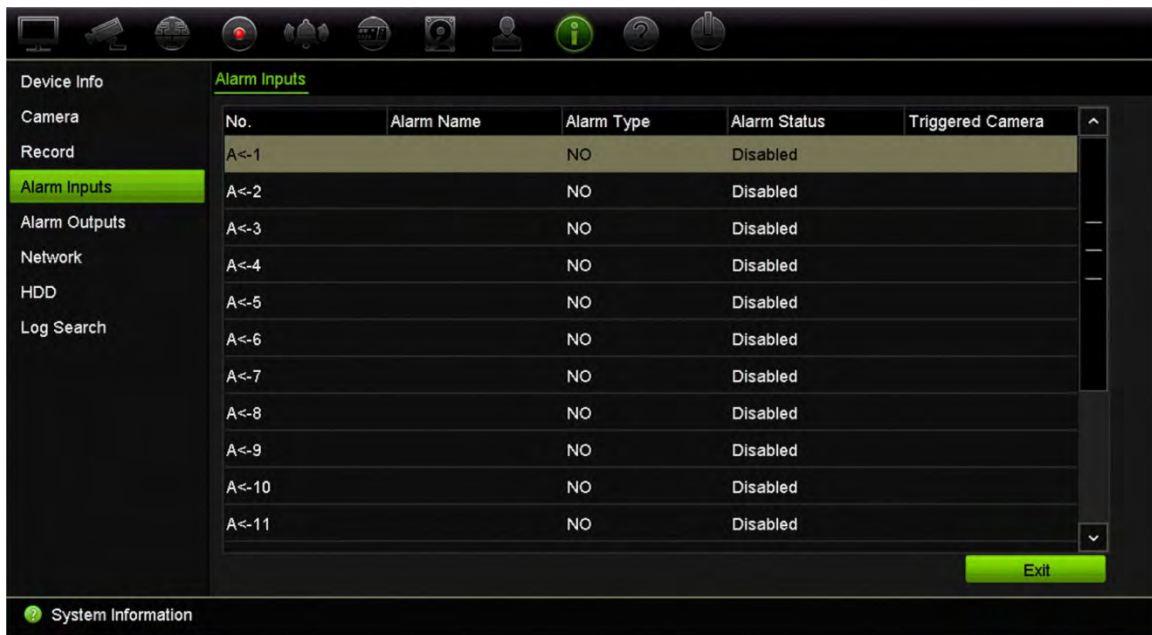 Device Info
Camera
Record
Alarm Inputs
Alarm Outputs
Network
HDD
Log Search
Alarm Inputs
No. Alarm Name Alarm Type Alarm Status Triggered Camera
A<-1 NO Disabled
A<-2 NO Disabled
A<-3 NO Disabled
A<-4 NO Disabled
A<-5 NO Disabled
A<-6 NO Disabled
A<-7 NO Disabled
A<-8 NO Disabled
A<-9 NO Disabled
A<-10 NO Disabled
A<-11 NO Disabled
Exit
System Information